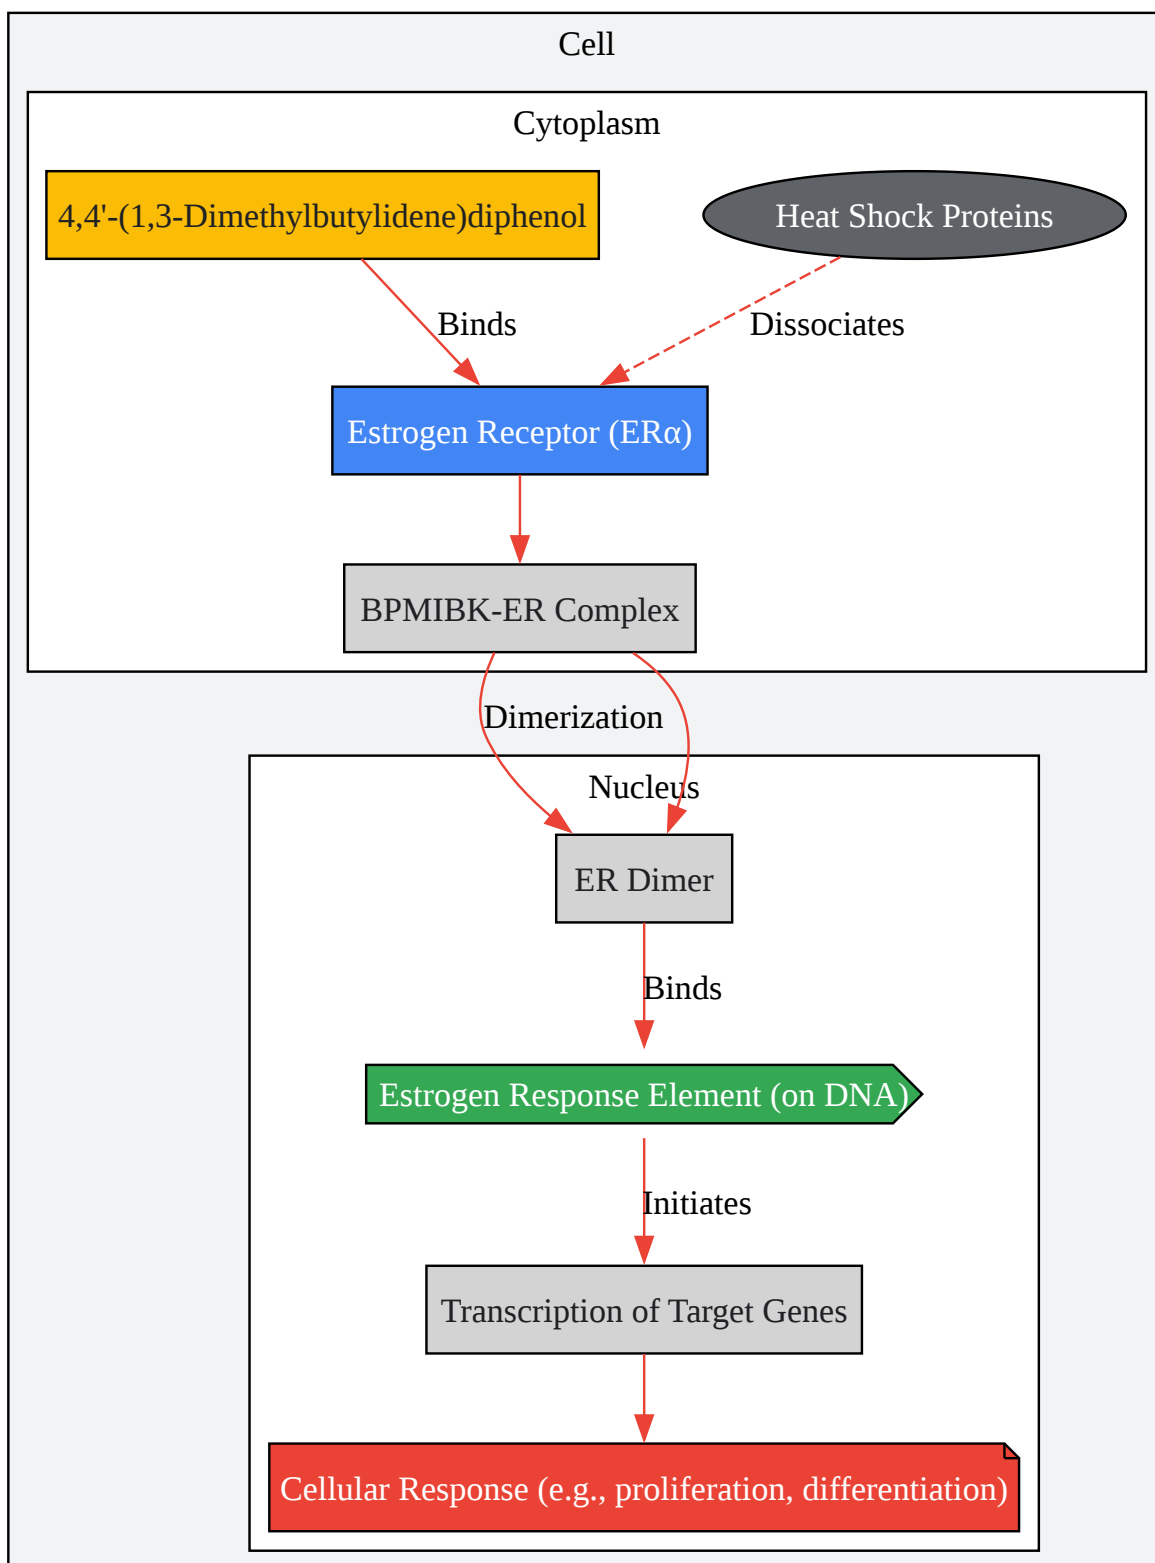 Cell
Cytoplasm
4,4'-(1,3-Dimethylbutylidene)diphenol
Heat Shock Proteins
Binds
Dissociates
Estrogen Receptor (ERα)
BPMIBK-ER Complex
Dimerization
Nucleus
ER Dimer
Binds
Estrogen Response Element (on DNA)
Initiates
Transcription of Target Genes
Cellular Response (e.g., proliferation, differentiation)